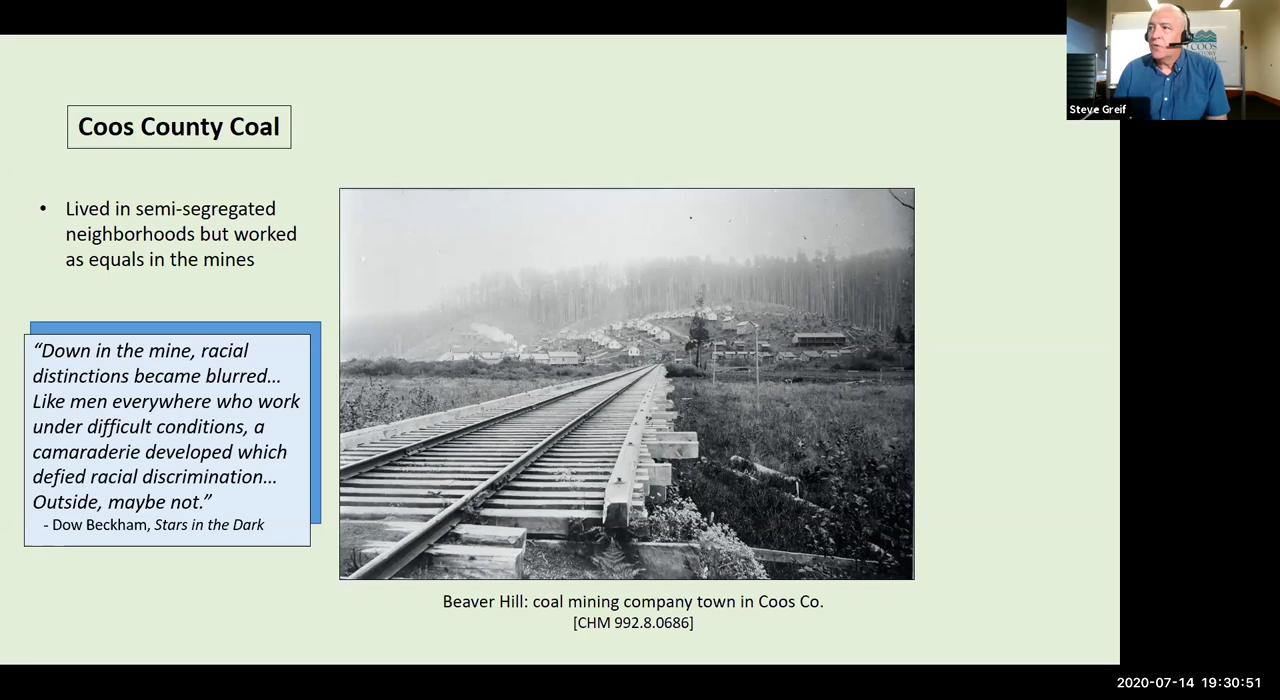 Coos County Coal
• Lived in semi-segregated
neighborhoods but worked
as equals in the mines
“Down in the mine, racial
distinctions became blurred…
Like men everywhere who work
under difficult conditions, a
camaraderie developed which
defied racial discrimination…
Outside, maybe not.”
- Dow Beckham, Stars in the Dark
Beaver Hill: coal mining company town in Coos Co.
[CHM 992.8.0686]
COOS
Steve Greif
2020-07-14 19:30:51